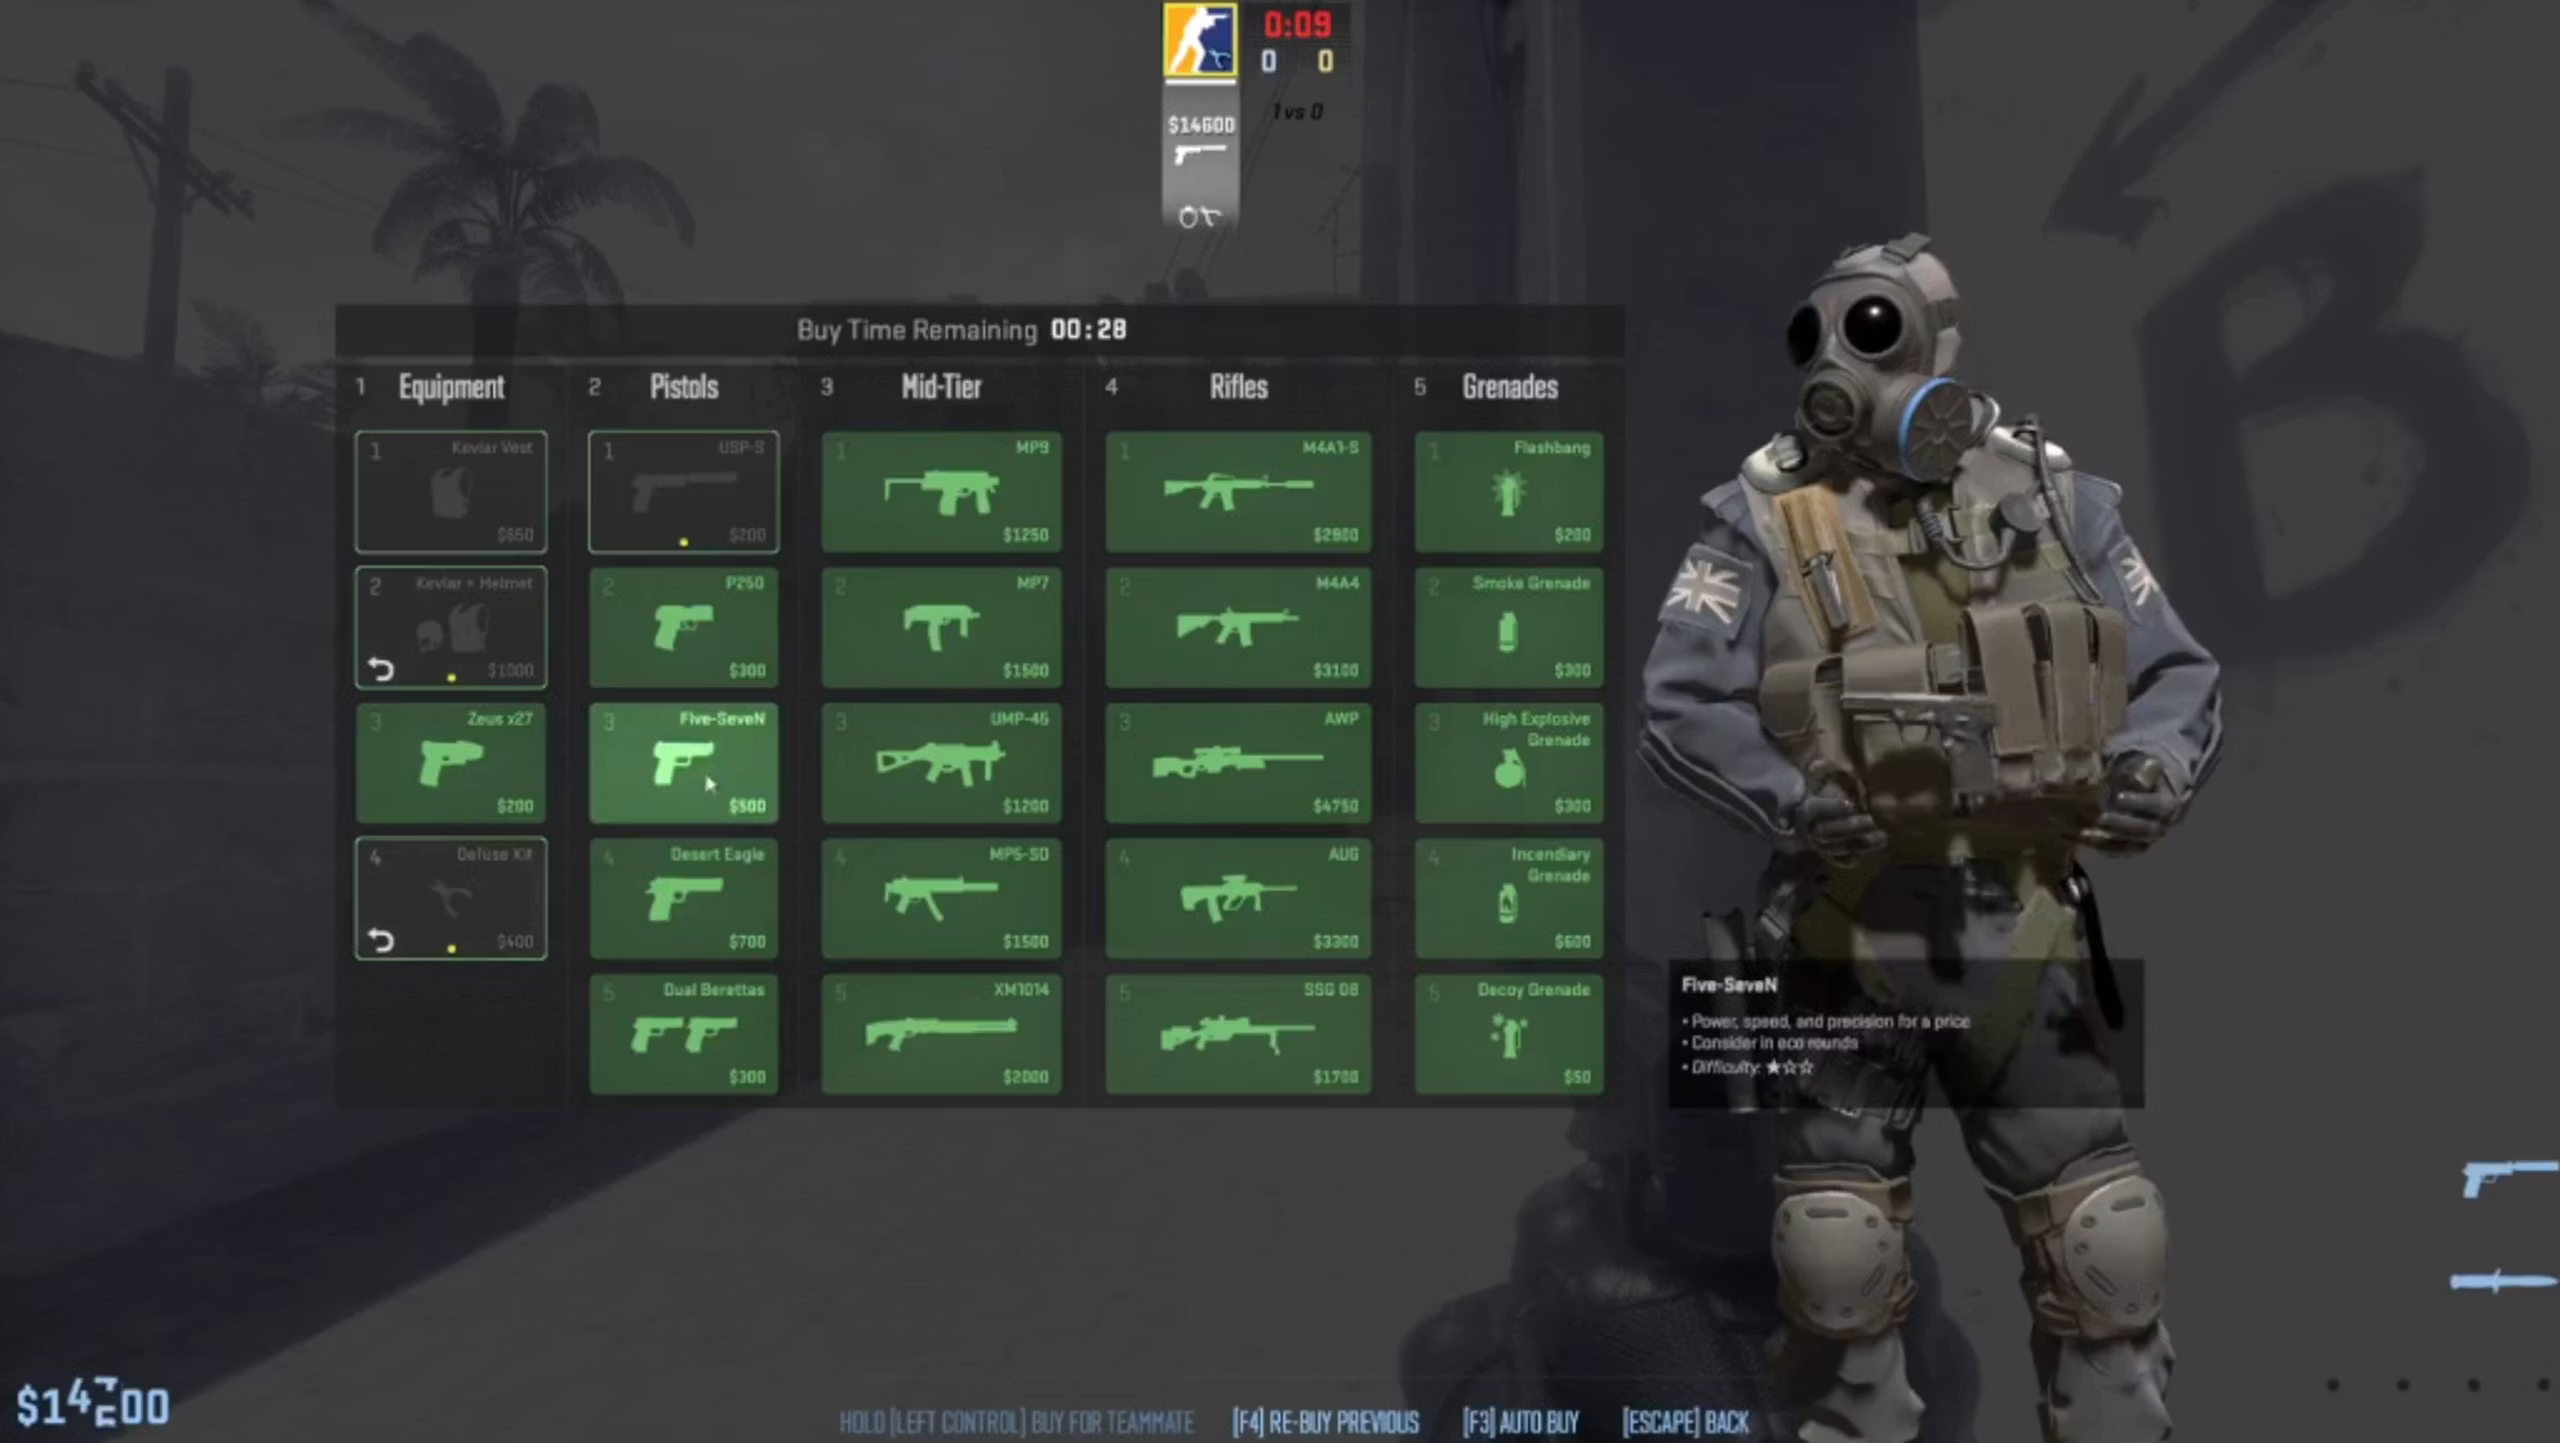 0:09
0 0
1 vs 0
$14600
Buy Time Remaining 00:28
1 Equipment
2 Pistols
3 Mid-Tier
4 Rifles
5 Grenades
1 Kevlar Vest
$650
2 Kevlar + Helmet
$1000
3 Zeus x27
$200
4 Defuse Kit
$400
1 USP-S
$200
2 P250
$300
3 Five-SeveN
$500
4 Desert Eagle
$700
5 Dual Berettas
$300
1 MP9
$1250
2 MP7
$1500
3 UMP-45
$1200
4 MP5-SD
$1500
5 XM1014
$2000
1 M4A1-S
$2900
2 M4A4
$3100
3 AWP
$4750
4 AUG
$3300
5 SSG 08
$1700
1 Flashbang
$200
2 Smoke Grenade
$300
3 High Explosive
Grenade
$300
4 Incendiary
Grenade
$600
5 Decoy Grenade
$50
B
Five-SeveN
• Power, speed, and precision for a price
• Consider in eco rounds
• Difficulty: ★☆☆
HOLD [LEFT CONTROL] BUY FOR TEAMMATE [F4] RE-BUY PREVIOUS [F3] AUTO BUY [ESCAPE] BACK